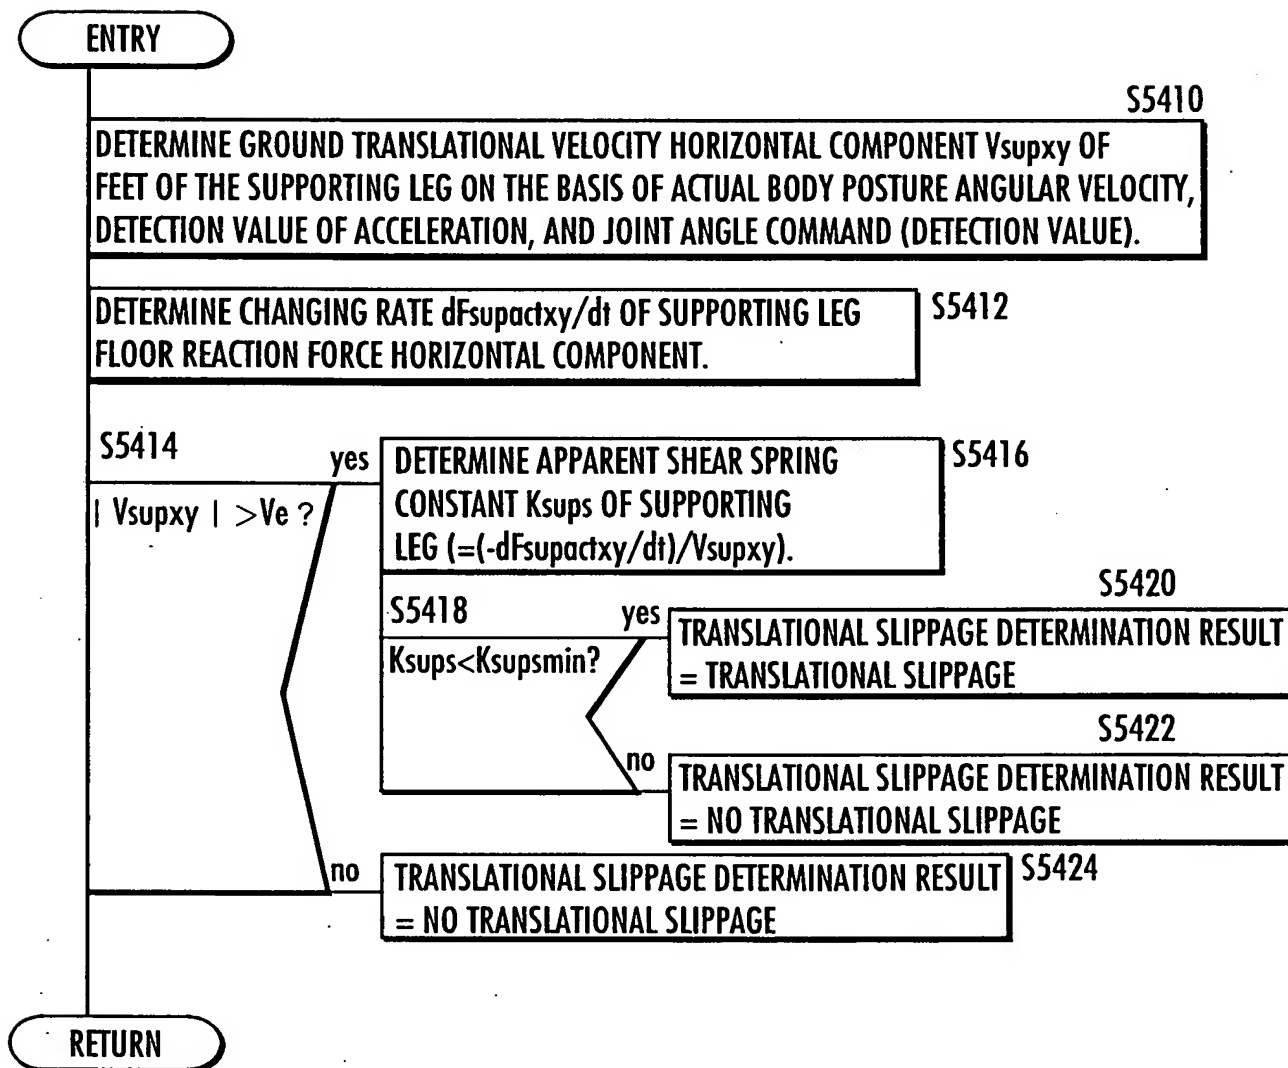 ENTRY
S5410
DETERMINE GROUND TRANSLATIONAL VELOCITY HORIZONTAL COMPONENT Vsupxy OF
FEET OF THE SUPPORTING LEG ON THE BASIS OF ACTUAL BODY POSTURE ANGULAR VELOCITY,
DETECTION VALUE OF ACCELERATION, AND JOINT ANGLE COMMAND (DETECTION VALUE).
DETERMINE CHANGING RATE dFsupactxy/dt OF SUPPORTING LEG
FLOOR REACTION FORCE HORIZONTAL COMPONENT.
S5412
S5414
| Vsupxy | >Ve ?
yes
DETERMINE APPARENT SHEAR SPRING
CONSTANT Ksups OF SUPPORTING
LEG (=(-dFsupactxy/dt)/Vsupxy).
S5416
S5418
Ksups<Ksupsmin?
yes
S5420
TRANSLATIONAL SLIPPAGE DETERMINATION RESULT
= TRANSLATIONAL SLIPPAGE
S5422
no
TRANSLATIONAL SLIPPAGE DETERMINATION RESULT
= NO TRANSLATIONAL SLIPPAGE
no
TRANSLATIONAL SLIPPAGE DETERMINATION RESULT
= NO TRANSLATIONAL SLIPPAGE
S5424
RETURN